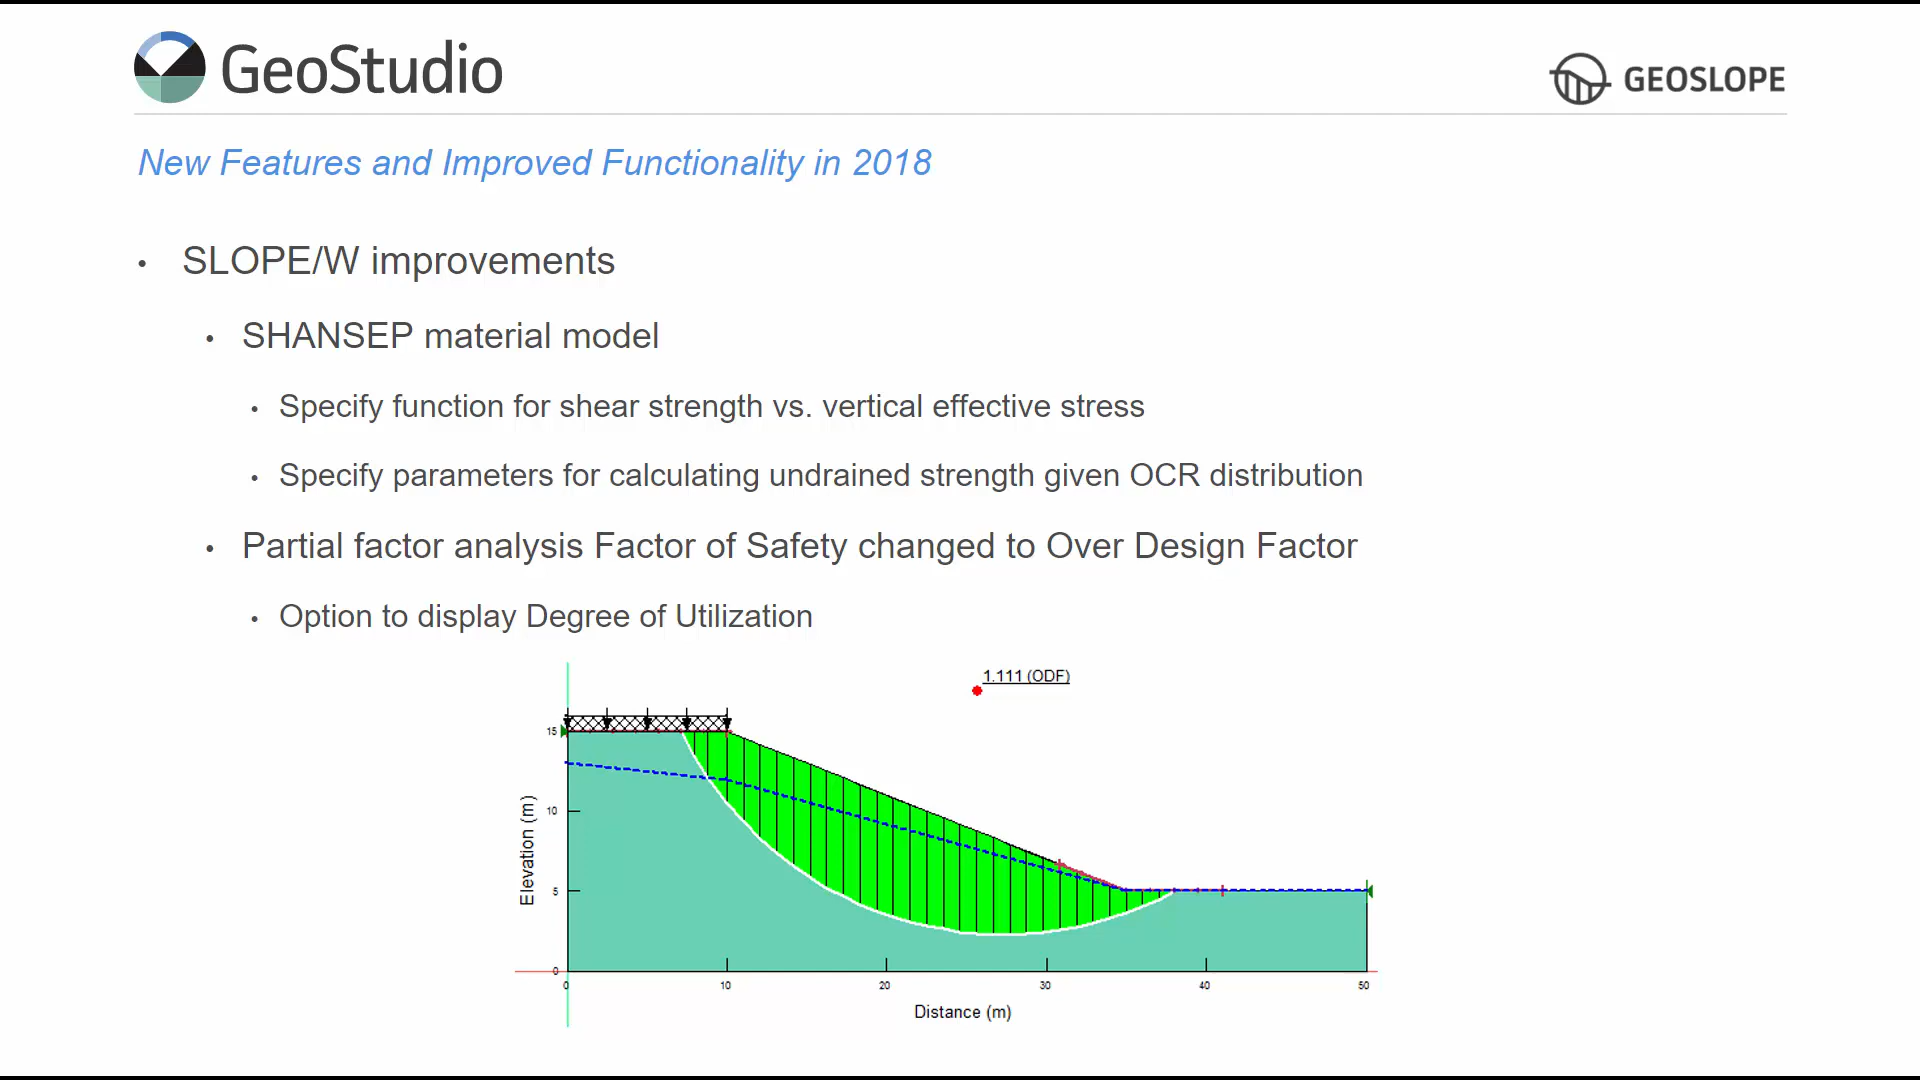 GeoStudio
GEOSLOPE
New Features and Improved Functionality in 2018
• SLOPE/W improvements
• SHANSEP material model
• Specify function for shear strength vs. vertical effective stress
• Specify parameters for calculating undrained strength given OCR distribution
• Partial factor analysis Factor of Safety changed to Over Design Factor
• Option to display Degree of Utilization
1.111 (ODF)
15
10
5
0
Elevation (m)
0 10 20 30 40 50
Distance (m)